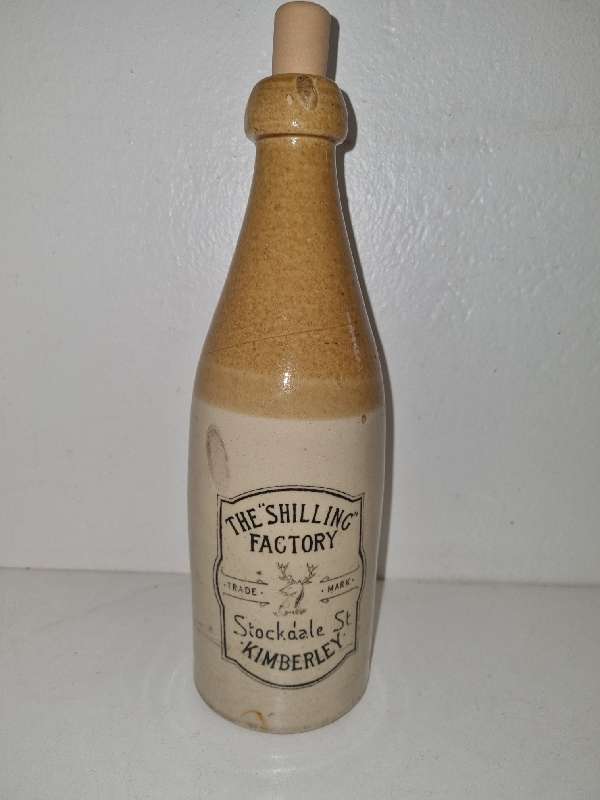 THE "SHILLING"
FACTORY
TRADE · MARK ·
Stockdale St
· KIMBERLEY ·